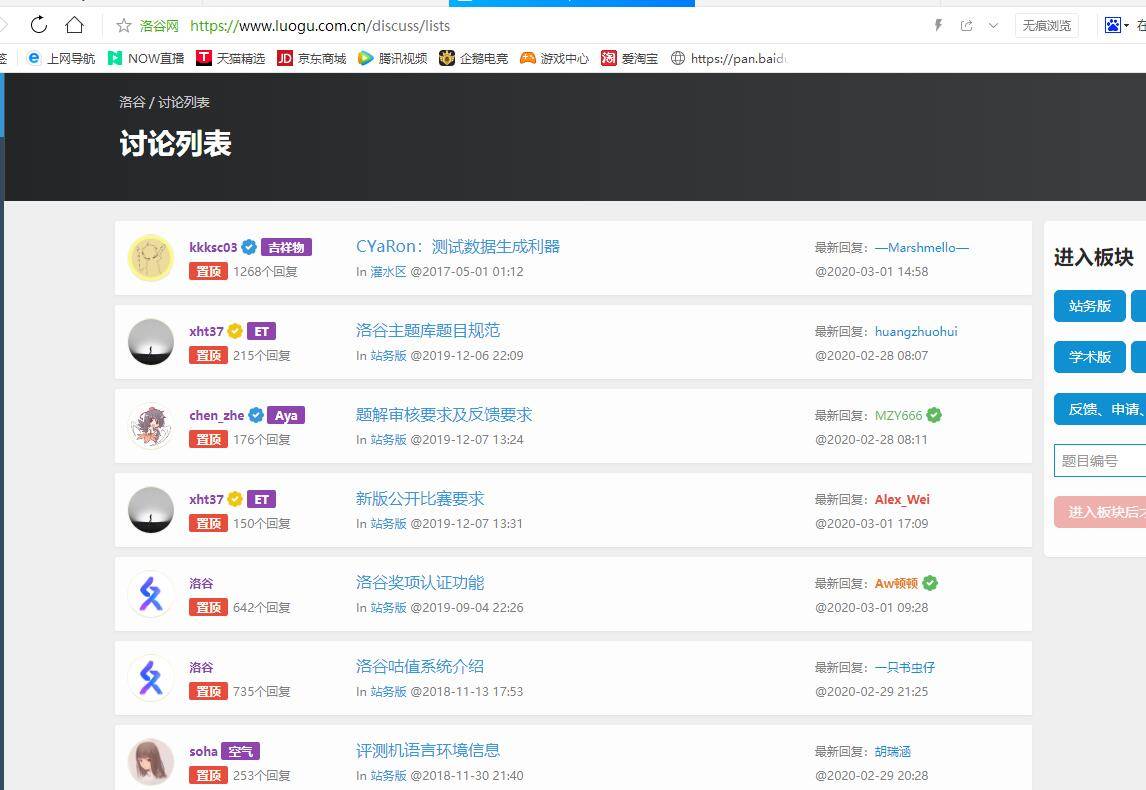 洛谷网 https://www.luogu.com.cn/discuss/lists 无痕浏览
上网导航 NOW直播 天猫精选 京东商城 腾讯视频 企鹅电竞 游戏中心 爱淘宝 https://pan.baidu
洛谷 / 讨论列表
讨论列表
kkksc03 吉祥物 CYaRon：测试数据生成利器 最新回复：—Marshmello—
置顶 1268个回复 In 灌水区 @2017-05-01 01:12 @2020-03-01 14:58
xht37 ET 洛谷主题库题目规范 最新回复：huangzhuohui
置顶 215个回复 In 站务版 @2019-12-06 22:09 @2020-02-28 08:07
chen_zhe Aya 题解审核要求及反馈要求 最新回复：MZY666
置顶 176个回复 In 站务版 @2019-12-07 13:24 @2020-02-28 08:11
xht37 ET 新版公开比赛要求 最新回复：Alex_Wei
置顶 150个回复 In 站务版 @2019-12-07 13:31 @2020-03-01 17:09
洛谷 洛谷奖项认证功能 最新回复：Aw顿顿
置顶 642个回复 In 站务版 @2019-09-04 22:26 @2020-03-01 09:28
洛谷 洛谷咕值系统介绍 最新回复：一只书虫仔
置顶 735个回复 In 站务版 @2018-11-13 17:53 @2020-02-29 21:25
soha 空气 评测机语言环境信息 最新回复：胡瑞涵
置顶 253个回复 In 站务版 @2018-11-30 21:40 @2020-02-29 20:28
进入板块
站务版
学术版
反馈、申请、
题目编号
进入板块后